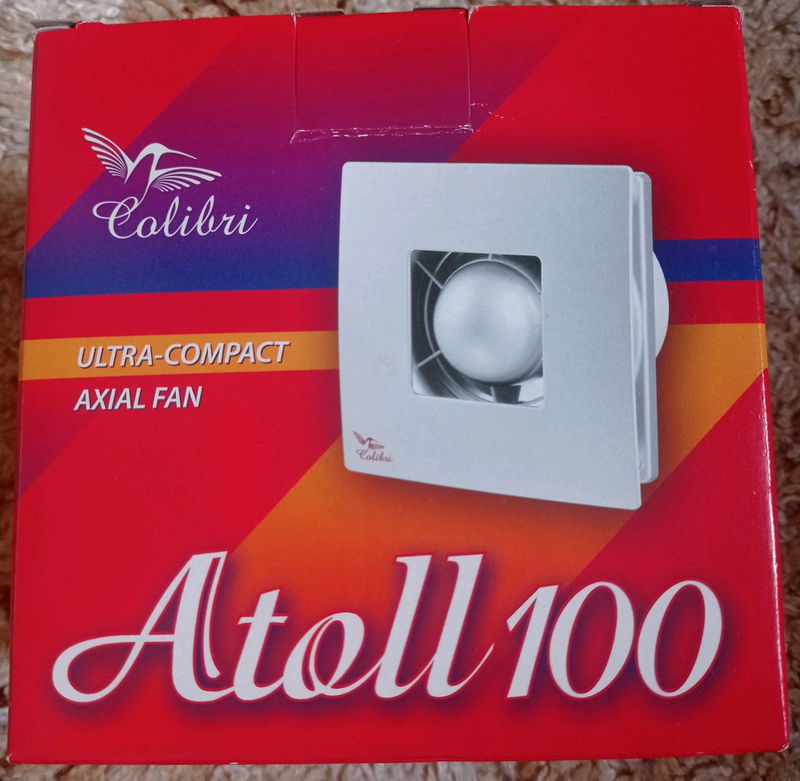 Colibri
ULTRA-COMPACT
AXIAL FAN
Colibri
Atoll 100